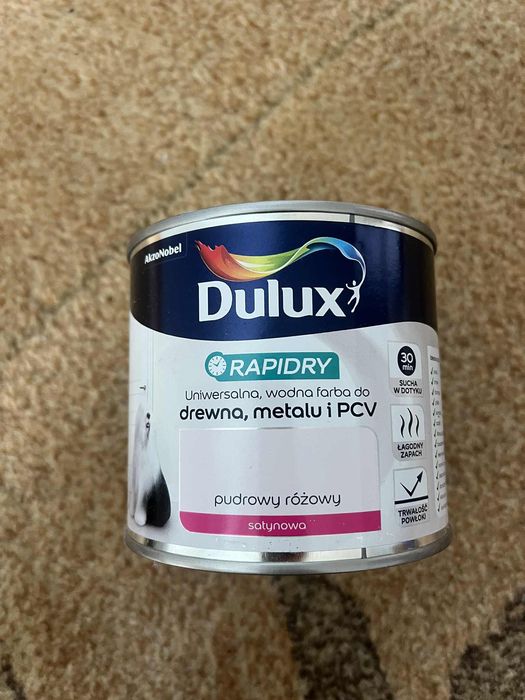 AkzoNobel
Dulux
RAPIDRY
Uniwersalna, wodna farba do
drewna, metalu i PCV
pudrowy różowy
satynowa
30
min
SUCHA
W DOTYKU
ŁAGODNY
ZAPACH
TRWAŁOŚĆ
POWŁOKI